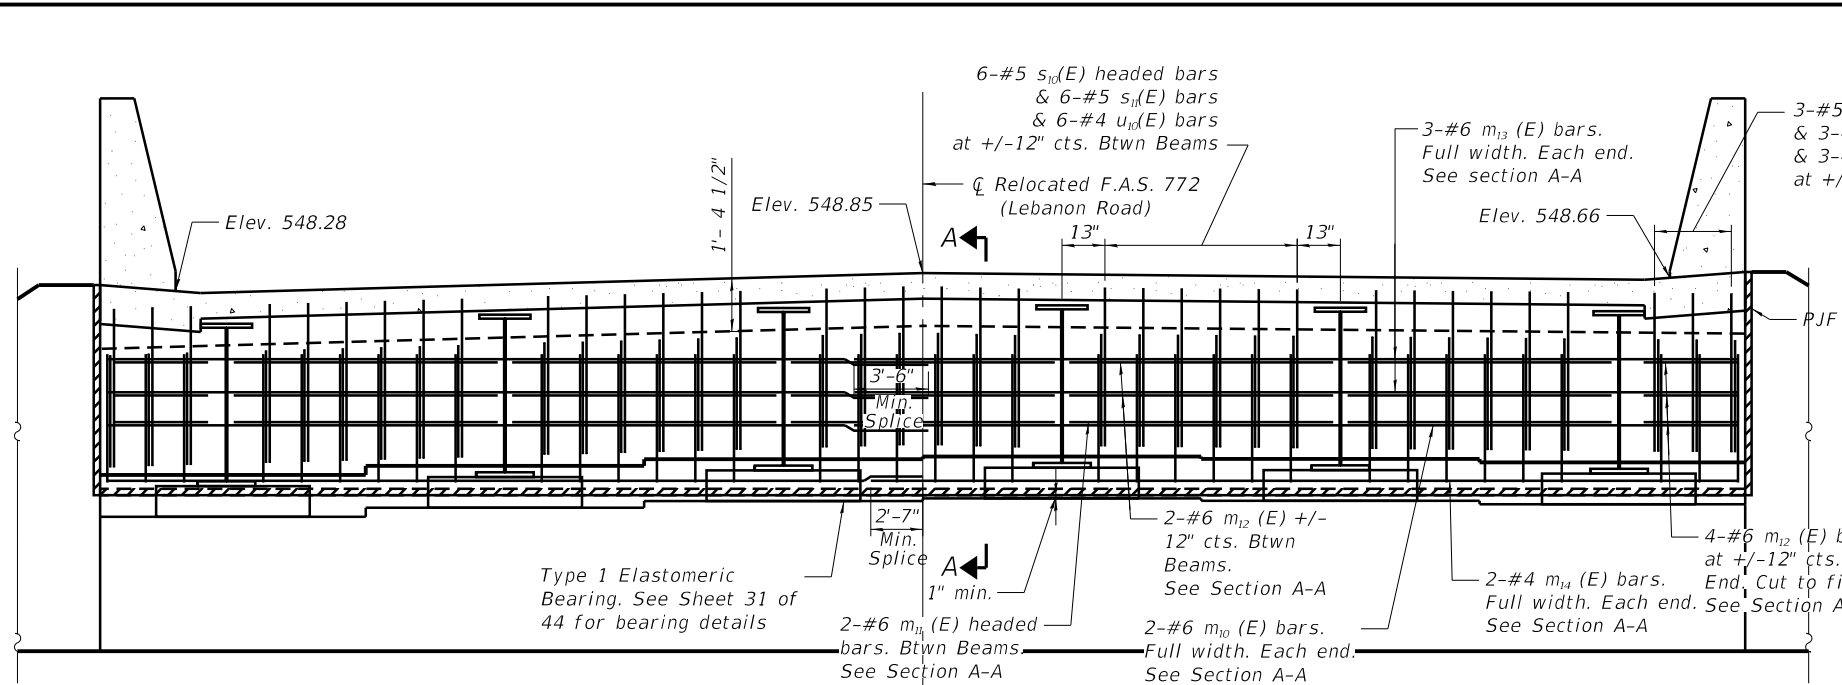 6-#5 s10(E) headed bars
& 6-#5 s11(E) bars
& 6-#4 u10(E) bars
at +/-12" cts. Btwn Beams
3-#5
& 3-
& 3-
at +/
3-#6 m13 (E) bars.
Full width. Each end.
See section A-A
1'- 4 1/2"
℄ Relocated F.A.S. 772
(Lebanon Road)
Elev. 548.28
Elev. 548.85
Elev. 548.66
A
13"
13"
PJF
3'-6"
Min.
Splice
2'-7"
Min.
Splice
A
1" min.
Type 1 Elastomeric
Bearing. See Sheet 31 of
44 for bearing details
2-#6 m11 (E) headed
bars. Btwn Beams.
See Section A-A
2-#6 m12 (E) +/-
12" cts. Btwn
Beams.
See Section A-A
2-#6 m10 (E) bars.
Full width. Each end.
See Section A-A
2-#4 m14 (E) bars.
Full width. Each end.
See Section A-A
4-#6 m12 (E) b
at +/-12" cts.
End. Cut to fi
See Section A